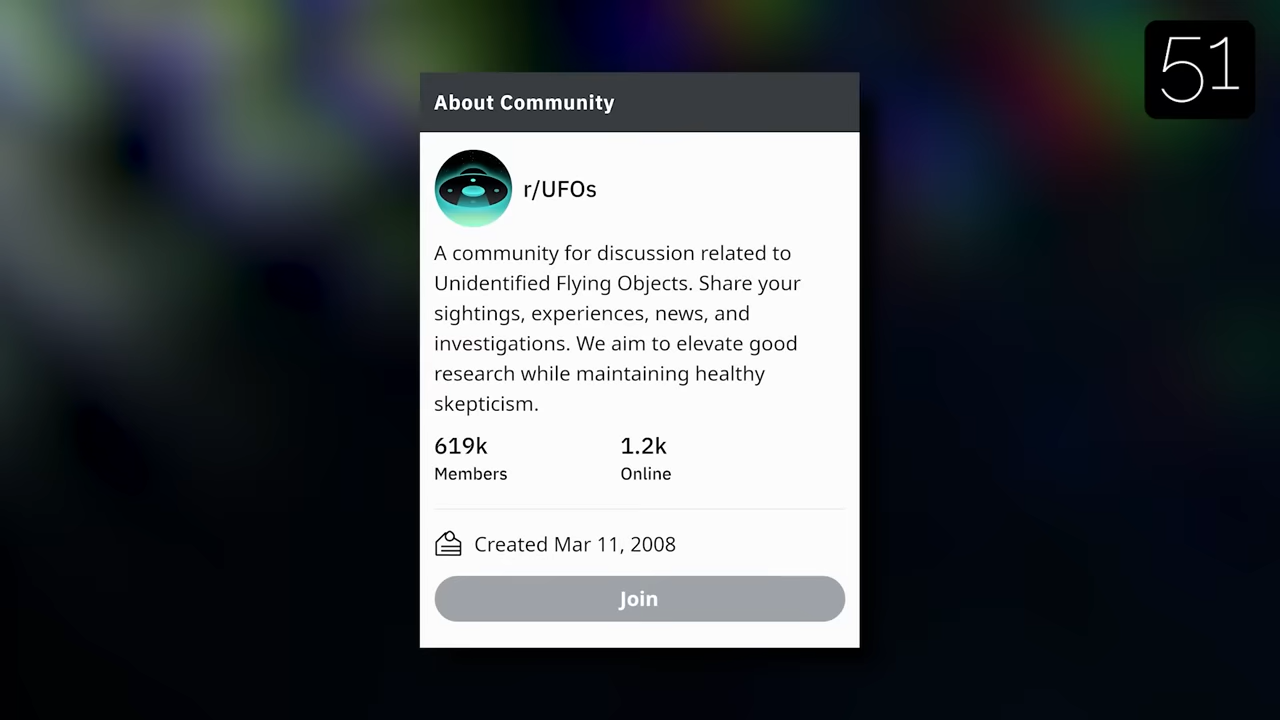 51
About Community
r/UFOs
A community for discussion related to
Unidentified Flying Objects. Share your
sightings, experiences, news, and
investigations. We aim to elevate good
research while maintaining healthy
skepticism.
619k 1.2k
Members Online
Created Mar 11, 2008
Join